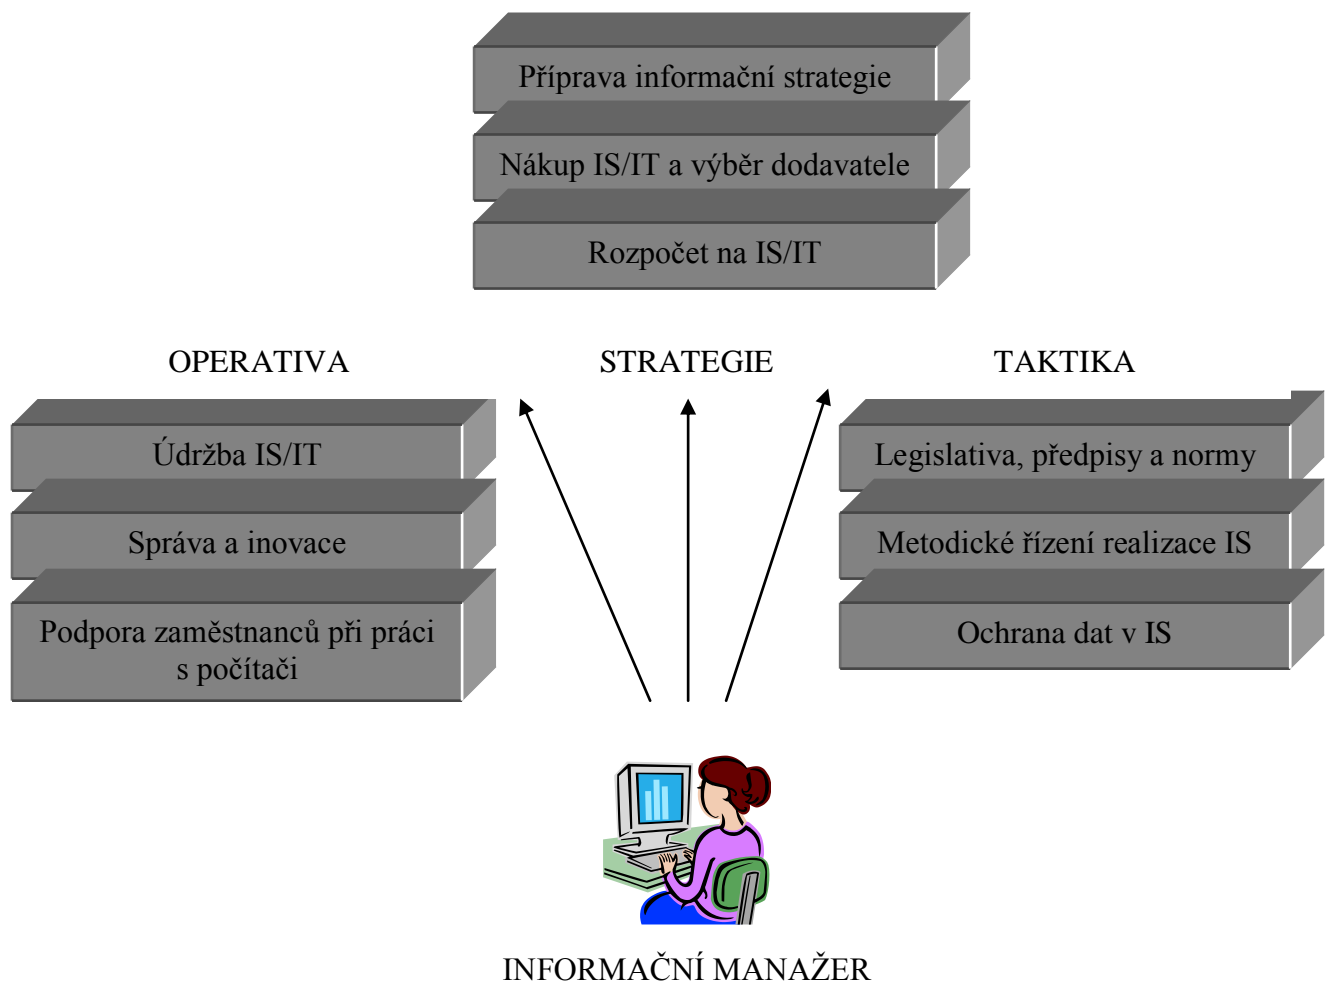 Příprava informační strategie
Nákup IS/IT a výběr dodavatele
Rozpočet na IS/IT
OPERATIVA
STRATEGIE
TAKTIKA
Údržba IS/IT
Správa a inovace
Podpora zaměstnanců při práci
s počítači
Legislativa, předpisy a normy
Metodické řízení realizace IS
Ochrana dat v IS
INFORMAČNÍ MANAŽER